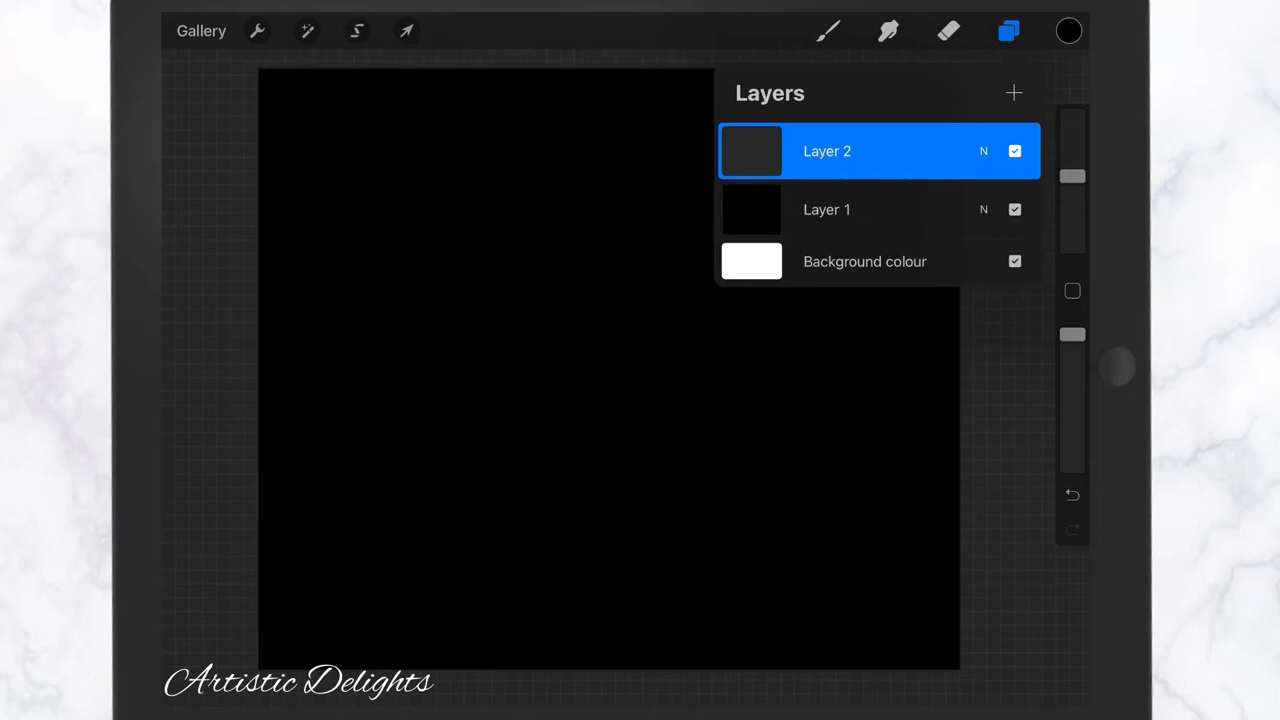 Gallery
Layers
Layer 2 N
Layer 1 N
Background colour
Artistic Delights